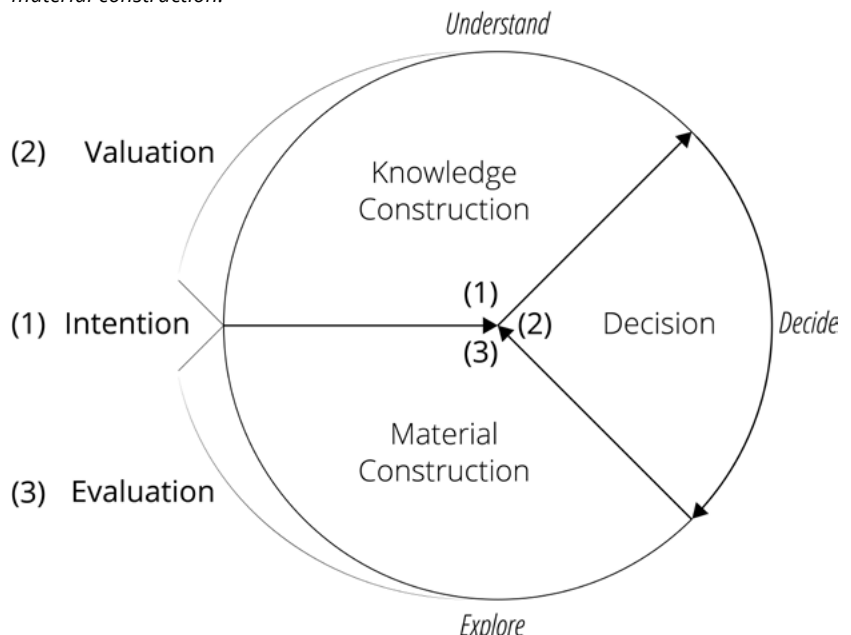 material construction.
Understand
(2) Valuation
Knowledge
Construction
(1)
(1) Intention
(2) Decision
Decide
(3)
Material
Construction
(3) Evaluation
Explore